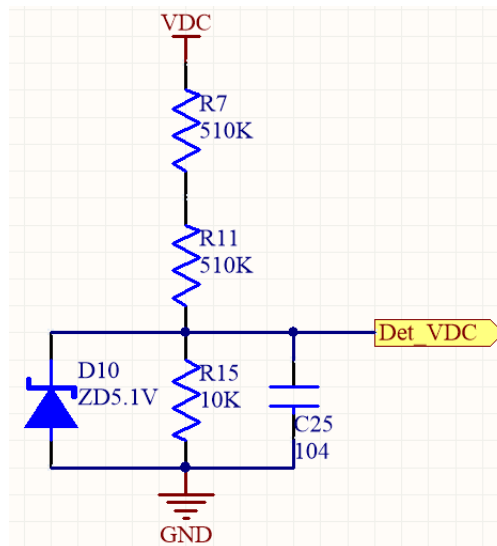 VDC
R7
510K
R11
510K
Det_VDC
D10
ZD5.1V
R15
10K
C25
104
GND